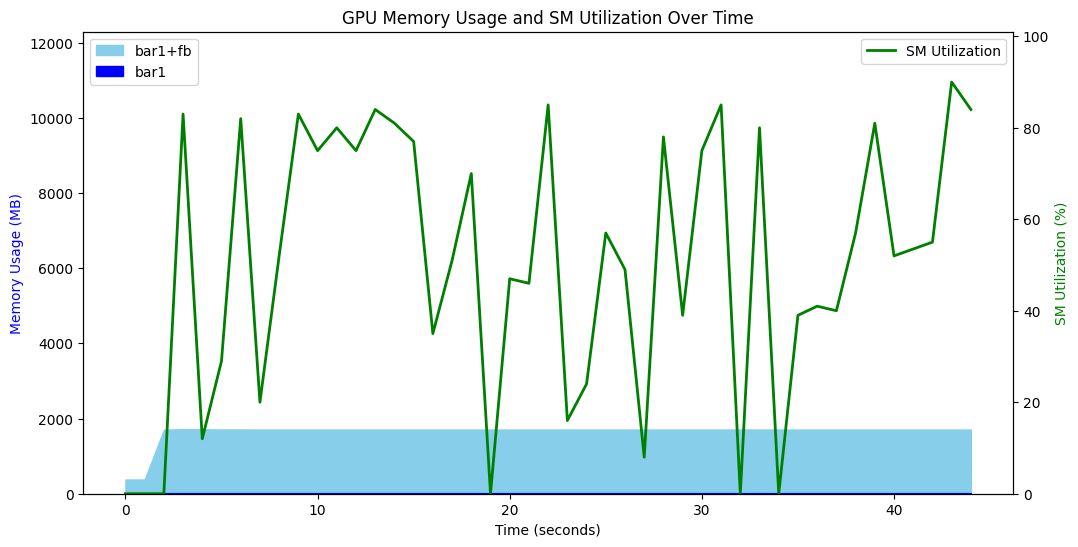 GPU Memory Usage and SM Utilization Over Time
bar1+fb
bar1
SM Utilization
Memory Usage (MB)
12000
10000
8000
6000
4000
2000
0
100
80
60
40
20
0
SM Utilization (%)
0 10 20 30 40
Time (seconds)